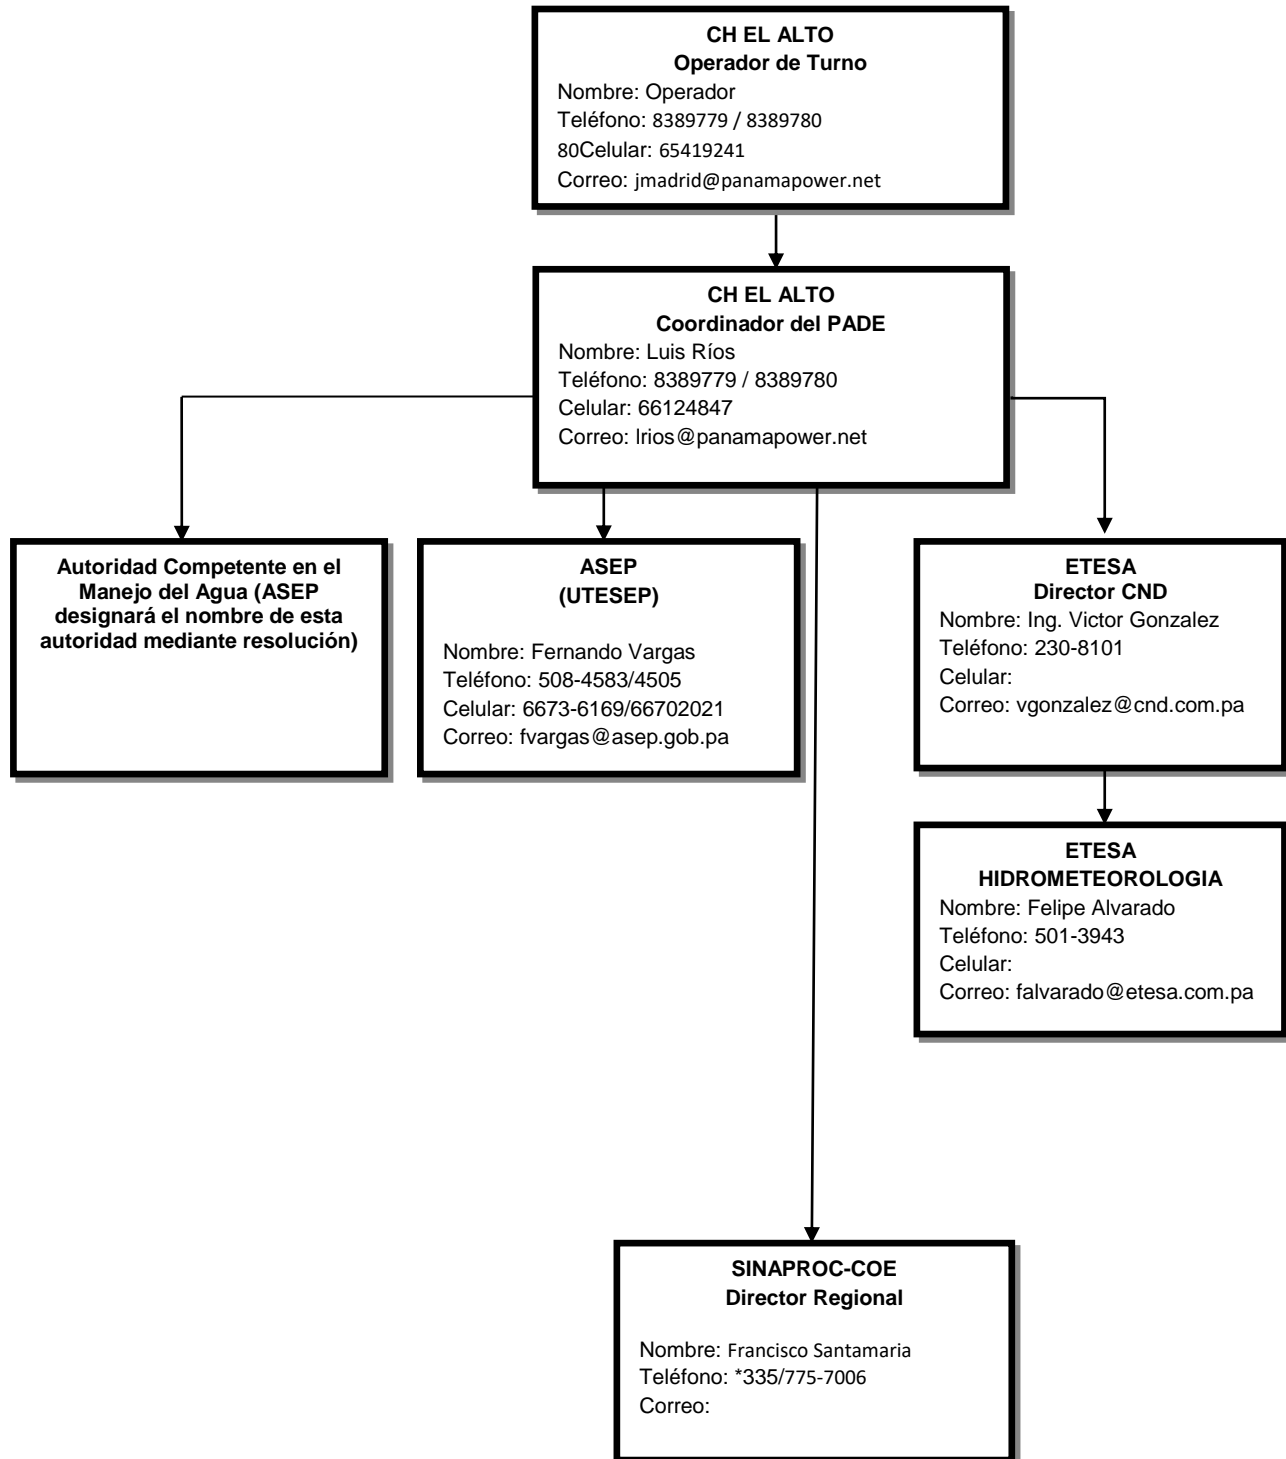 CH EL ALTO
Operador de Turno
Nombre: Operador
Teléfono: 8389779 / 8389780
80Celular: 65419241
Correo: jmadrid@panamapower.net
CH EL ALTO
Coordinador del PADE
Nombre: Luis Ríos
Teléfono: 8389779 / 8389780
Celular: 66124847
Correo: lrios@panamapower.net
Autoridad Competente en el
Manejo del Agua (ASEP
designará el nombre de esta
autoridad mediante resolución)
ASEP
(UTESEP)
Nombre: Fernando Vargas
Teléfono: 508-4583/4505
Celular: 6673-6169/66702021
Correo: fvargas@asep.gob.pa
ETESA
Director CND
Nombre: Ing. Victor Gonzalez
Teléfono: 230-8101
Celular:
Correo: vgonzalez@cnd.com.pa
ETESA
HIDROMETEOROLOGIA
Nombre: Felipe Alvarado
Teléfono: 501-3943
Celular:
Correo: falvarado@etesa.com.pa
SINAPROC-COE
Director Regional
Nombre: Francisco Santamaria
Teléfono: *335/775-7006
Correo: